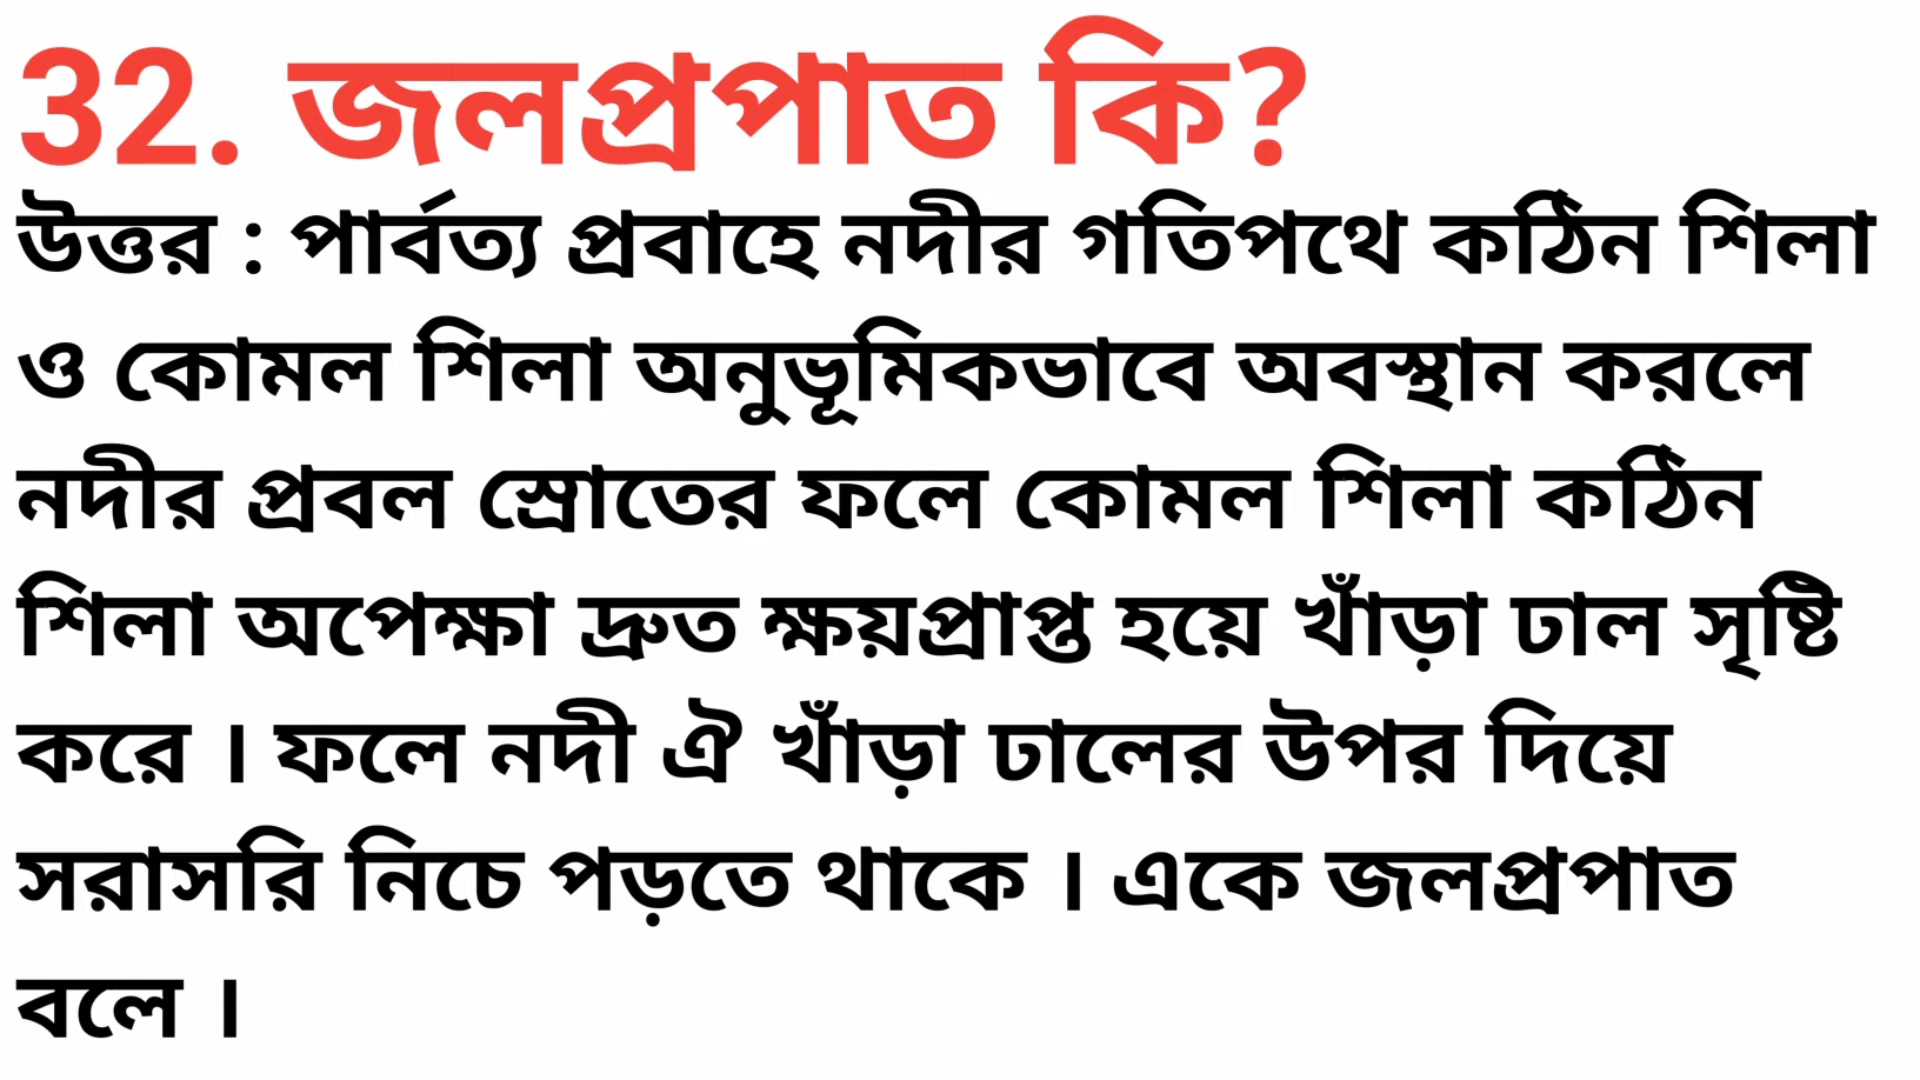 32. জলপ্রপাত কি?
উত্তর : পার্বত্য প্রবাহে নদীর গতিপথে কঠিন শিলা
ও কোমল শিলা অনুভূমিকভাবে অবস্থান করলে
নদীর প্রবল স্রোতের ফলে কোমল শিলা কঠিন
শিলা অপেক্ষা দ্রুত ক্ষয়প্রাপ্ত হয়ে খাঁড়া ঢাল সৃষ্টি
করে । ফলে নদী ঐ খাঁড়া ঢালের উপর দিয়ে
সরাসরি নিচে পড়তে থাকে । একে জলপ্রপাত
বলে ।